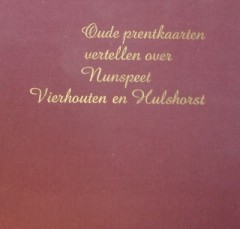 Oude prentkaarten
vertellen over
Nunspeet
Vierhouten en Hulshorst